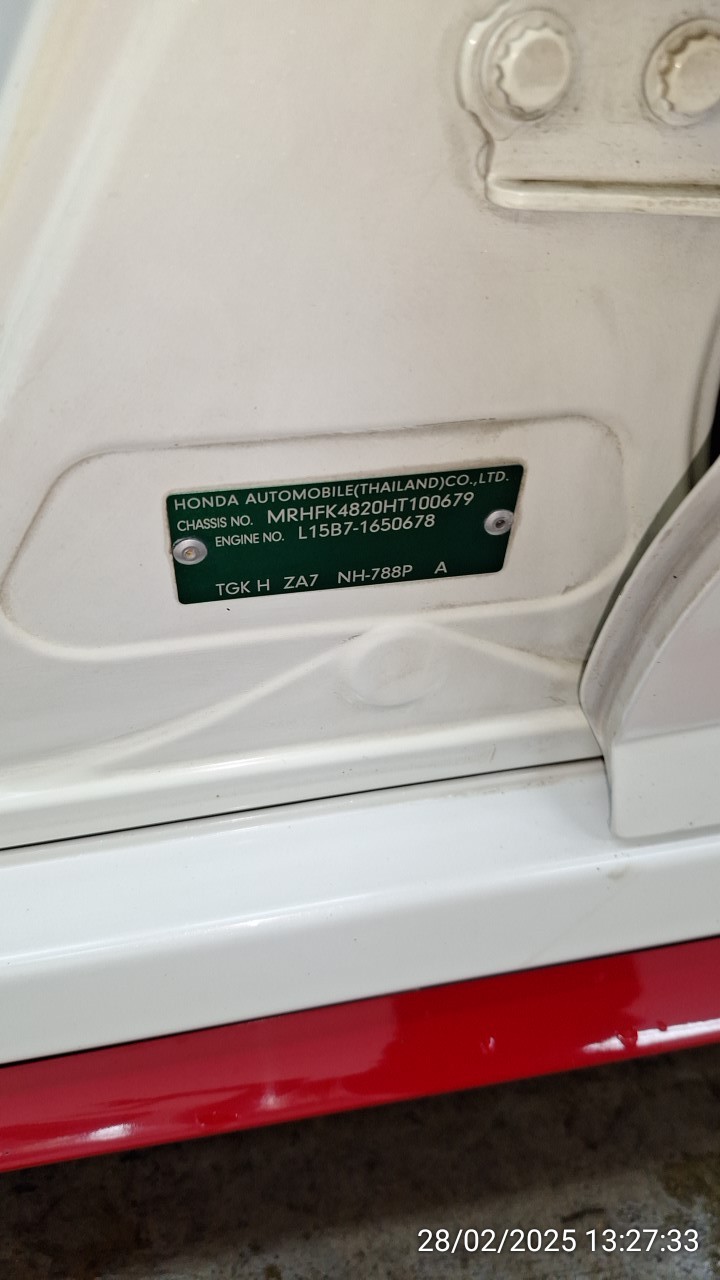 HONDA AUTOMOBILE(THAILAND)CO.,LTD.
CHASSIS NO. MRHFK4820HT100679
ENGINE NO. L15B7-1650678
TGK H ZA7 NH-788P A
28/02/2025 13:27:33